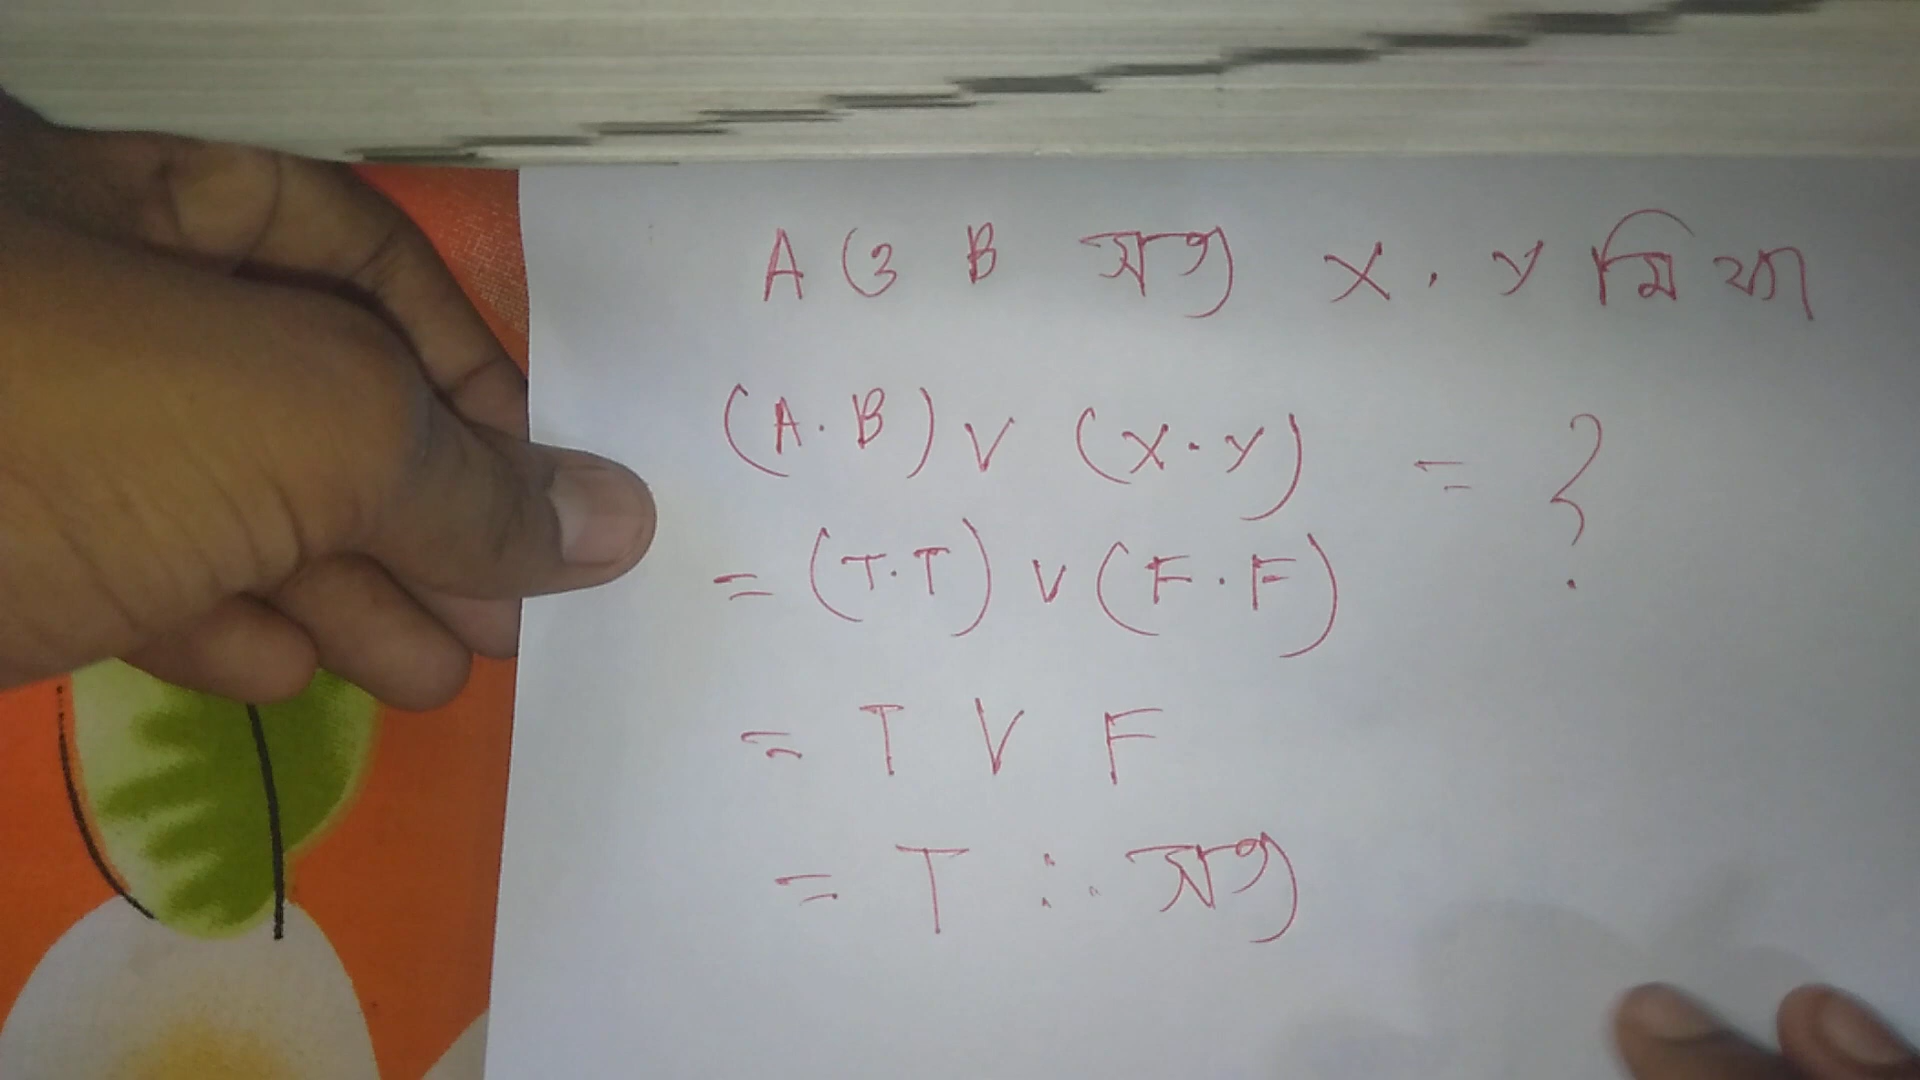 A ও B সত্য X, Y মিথ্যা
(A.B) V (X.Y) = ?
= (T.T) V (F.F)
= T V F
= T ∴ সত্য